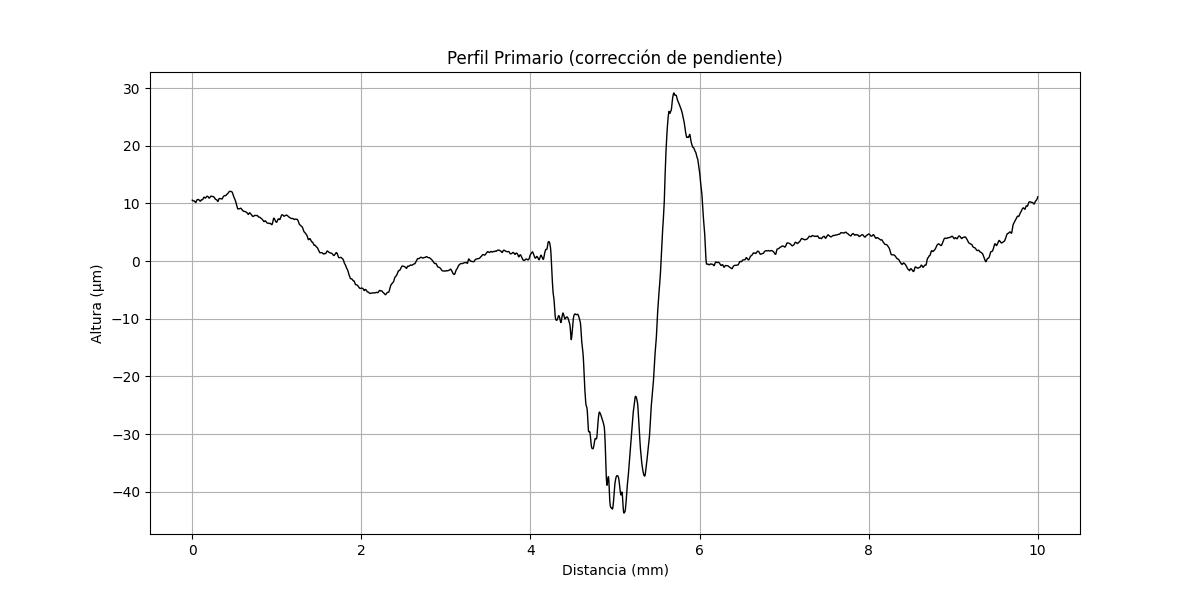 Perfil Primario (corrección de pendiente)
30
20
10
0
−10
−20
−30
−40
Altura (μm)
0 2 4 6 8 10
Distancia (mm)